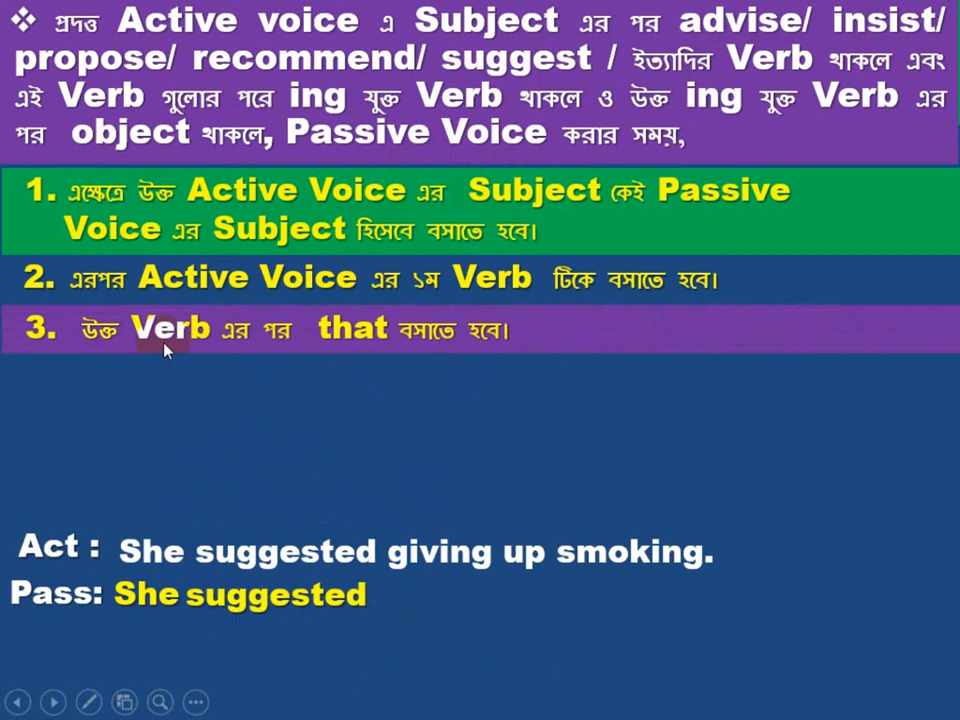 ❖ প্রদত্ত Active voice এ Subject এর পর advise/ insist/
propose/ recommend/ suggest / ইত্যাদির Verb থাকলে এবং
এই Verb গুলোর পরে ing যুক্ত Verb থাকলে ও উক্ত ing যুক্ত Verb এর
পর object থাকলে, Passive Voice করার সময়,
1. এক্ষেত্রে উক্ত Active Voice এর Subject কেই Passive
Voice এর Subject হিসেবে বসাতে হবে।
2. এরপর Active Voice এর ১ম Verb টিকে বসাতে হবে।
3. উক্ত Verb এর পর that বসাতে হবে।
Act : She suggested giving up smoking.
Pass: She suggested